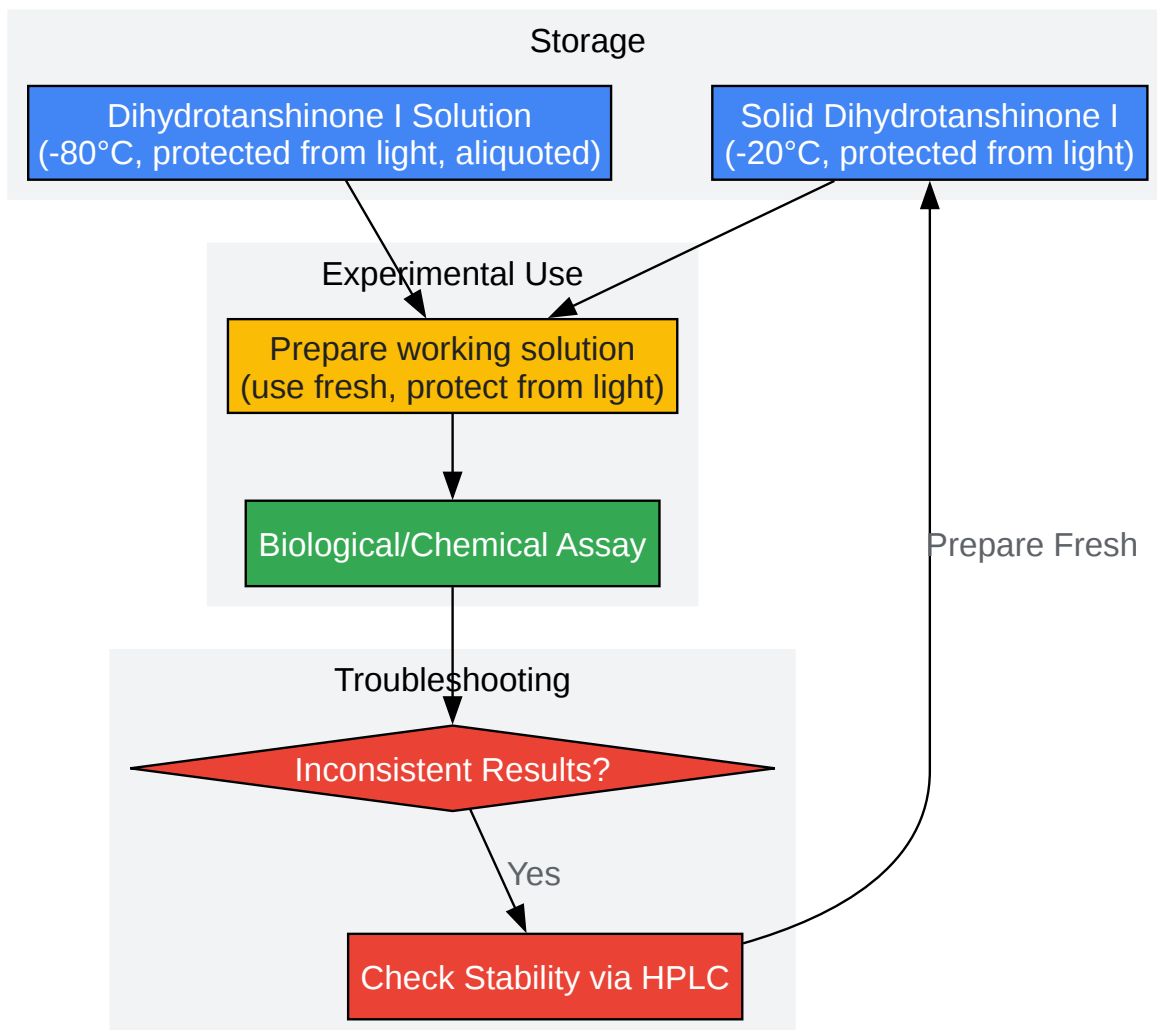 Storage
Dihydrotanshinone I Solution
(-80°C, protected from light, aliquoted)
Solid Dihydrotanshinone I
(-20°C, protected from light)
Experimental Use
Prepare working solution
(use fresh, protect from light)
Biological/Chemical Assay
Prepare Fresh
Troubleshooting
Inconsistent Results?
Yes
Check Stability via HPLC